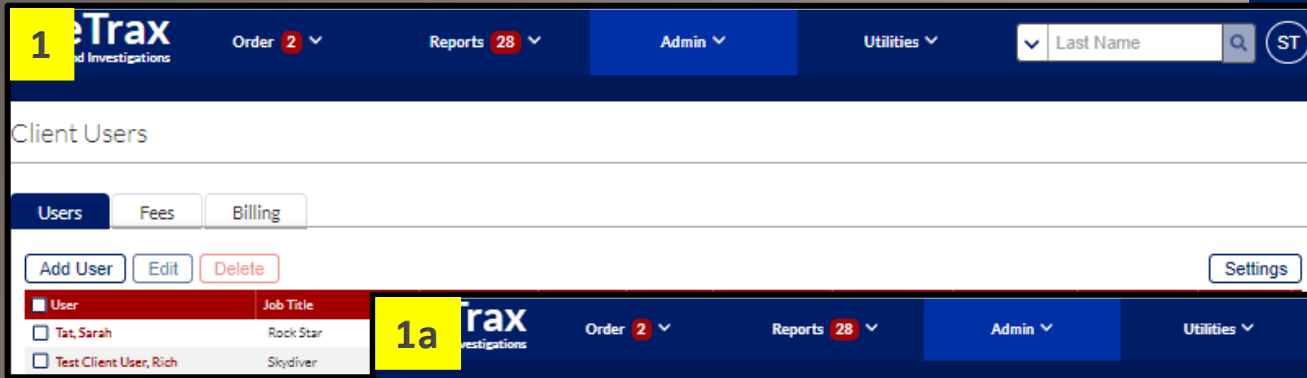 1 eTrax Order 2 Reports 28 Admin Utilities Last Name ST
nd Investigations
Client Users
Users Fees Billing
Add User Edit Delete Settings
User Job Title
Tat, Sarah Rock Star
Test Client User, Rich Skydiver
1a Trax Order 2 Reports 28 Admin Utilities
vestigations